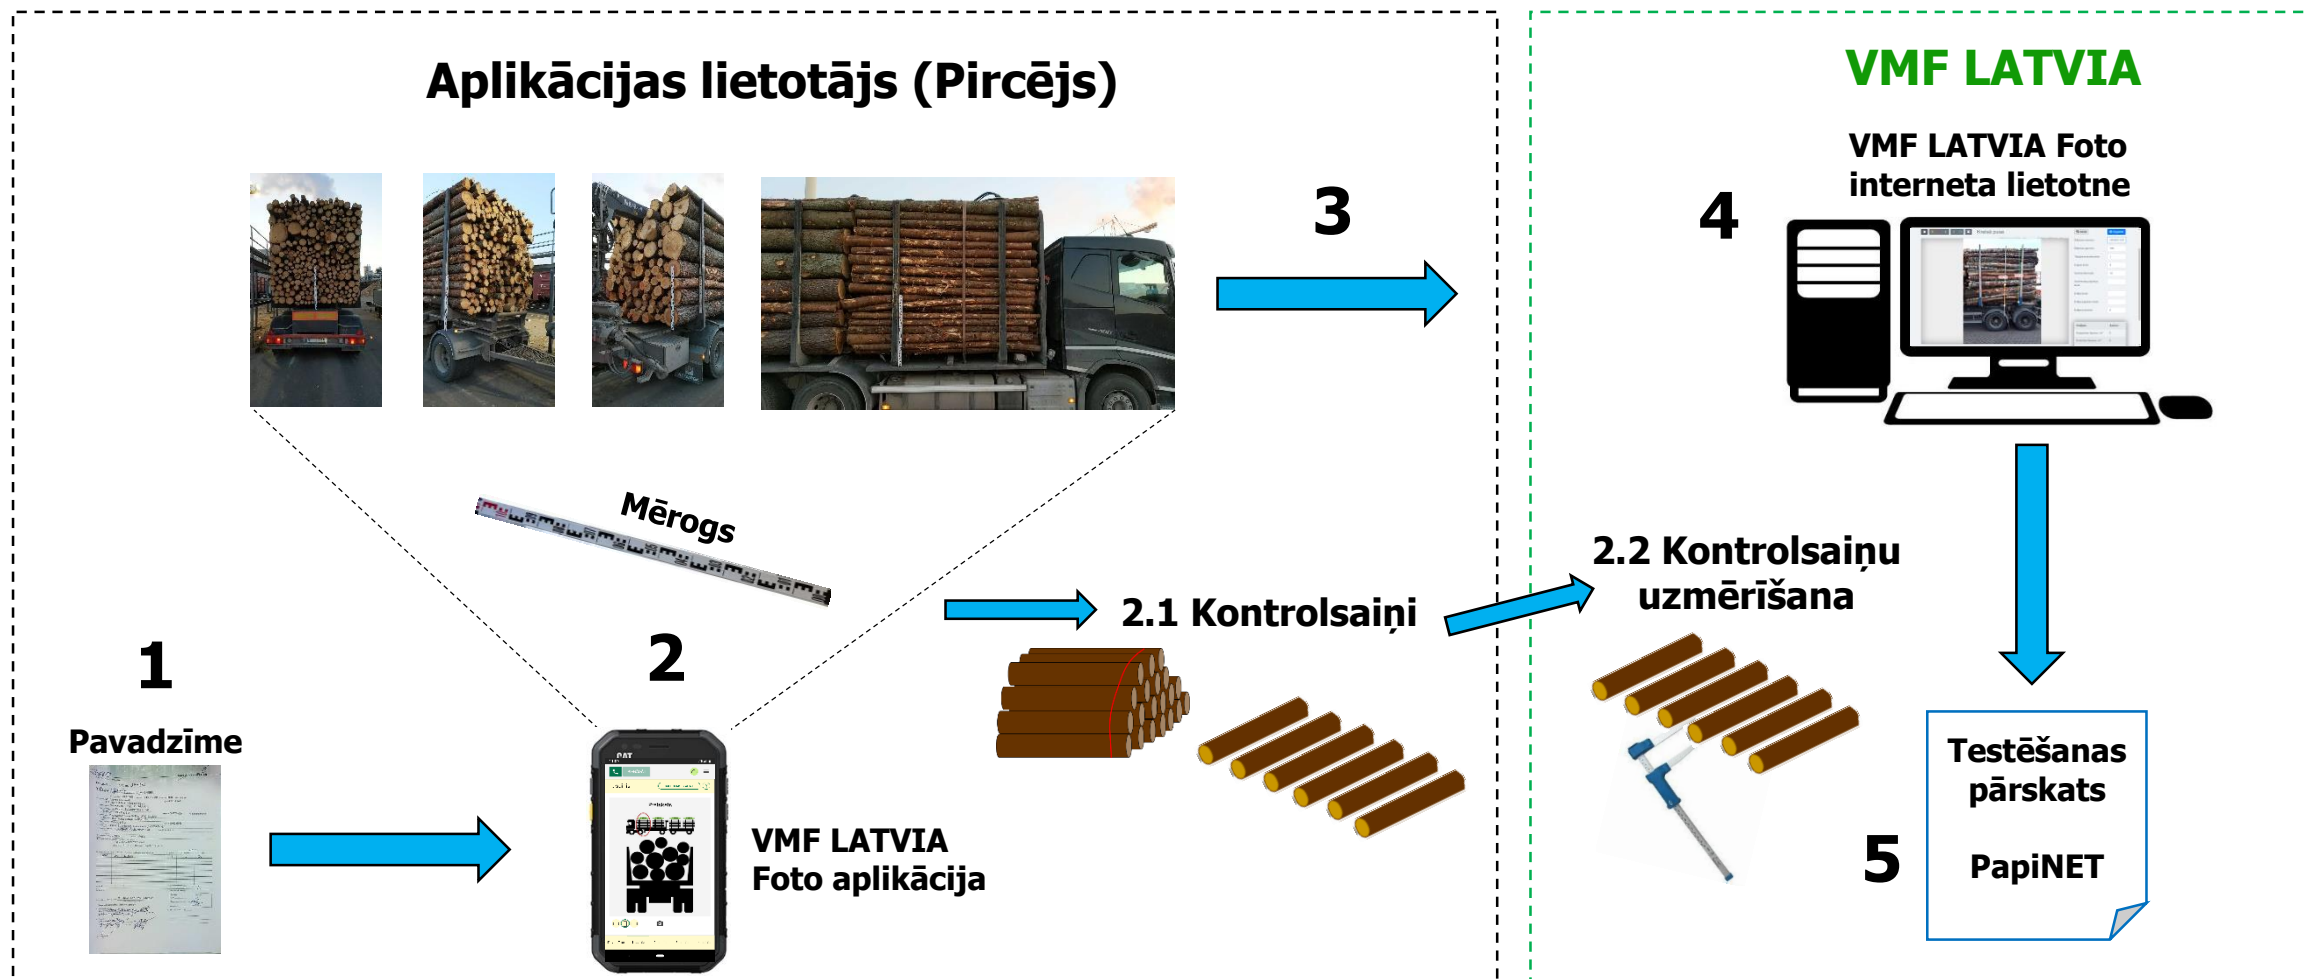 Aplikācijas lietotājs (Pircējs)
VMF LATVIA
VMF LATVIA Foto
interneta lietotne
3
4
Mērogs
2.1 Kontrolsaiņi
2.2 Kontrolsaiņu
uzmērīšana
1
Pavadzīme
2
CAT
VMF LATVIA
Foto aplikācija
5
Testēšanas
pārskats
PapiNET